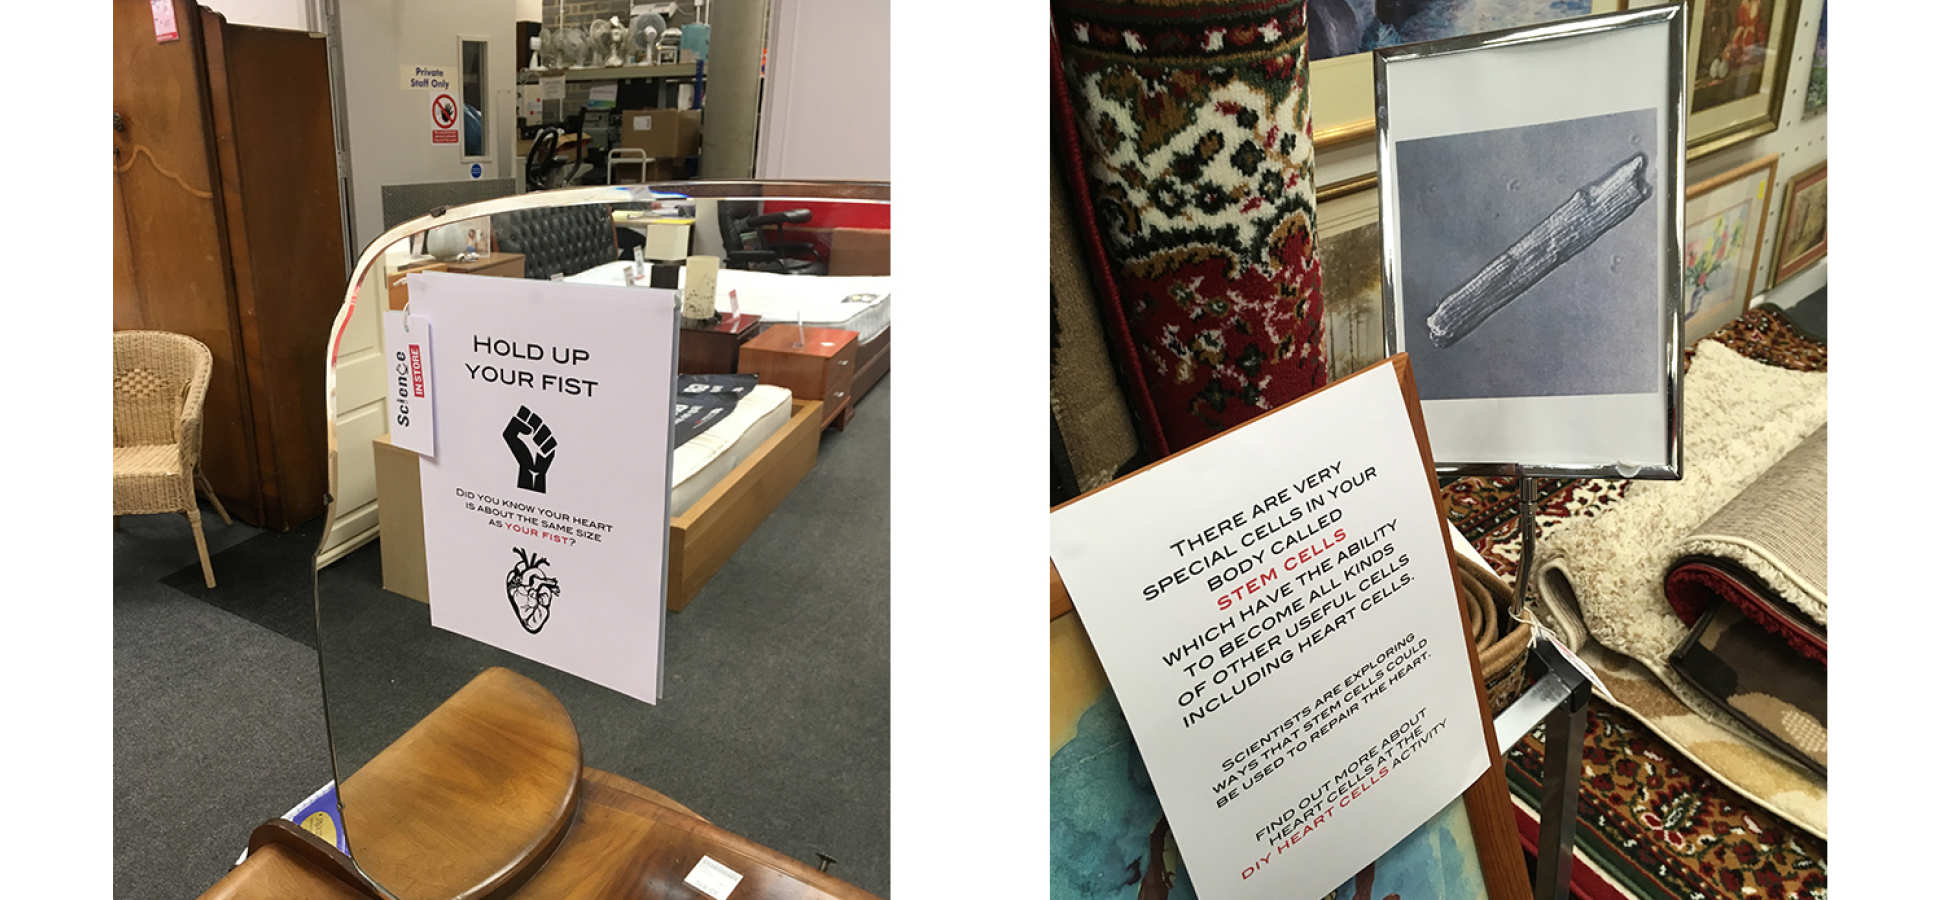 Private
Staff Only
Science
IN STORE
HOLD UP
YOUR FIST
DID YOU KNOW YOUR HEART
IS ABOUT THE SAME SIZE
AS YOUR FIST?
THERE ARE VERY
SPECIAL CELLS IN YOUR
BODY CALLED
STEM CELLS
WHICH HAVE THE ABILITY
TO BECOME ALL KINDS
OF OTHER USEFUL CELLS
INCLUDING HEART CELLS.
SCIENTISTS ARE EXPLORING
WAYS THAT STEM CELLS COULD
BE USED TO REPAIR THE HEART.
FIND OUT MORE ABOUT
HEART CELLS AT THE
DIY HEART CELLS ACTIVITY